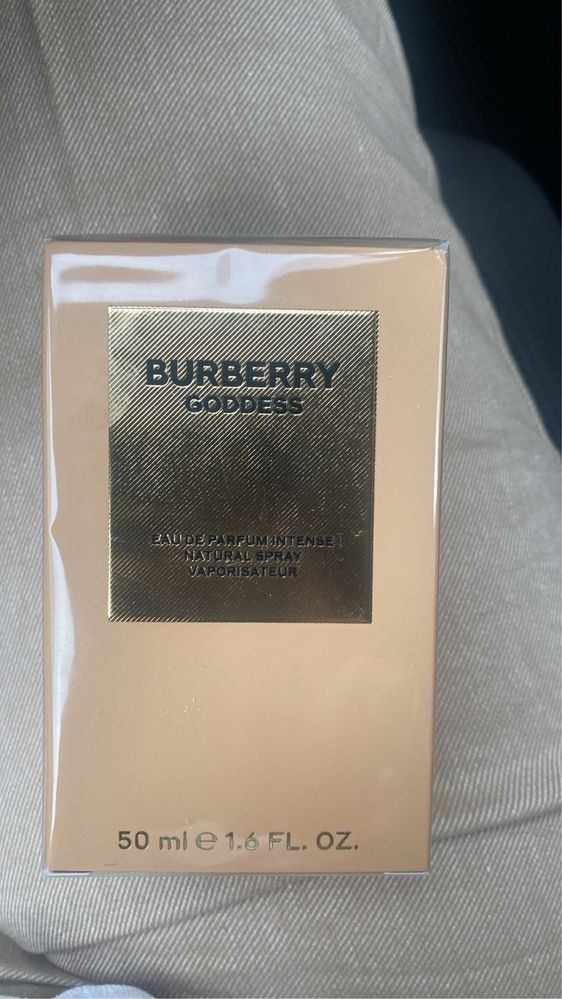 BURBERRY
GODDESS
EAU DE PARFUM INTENSE
NATURAL SPRAY
VAPORISATEUR
50 ml e 1.6 FL. OZ.